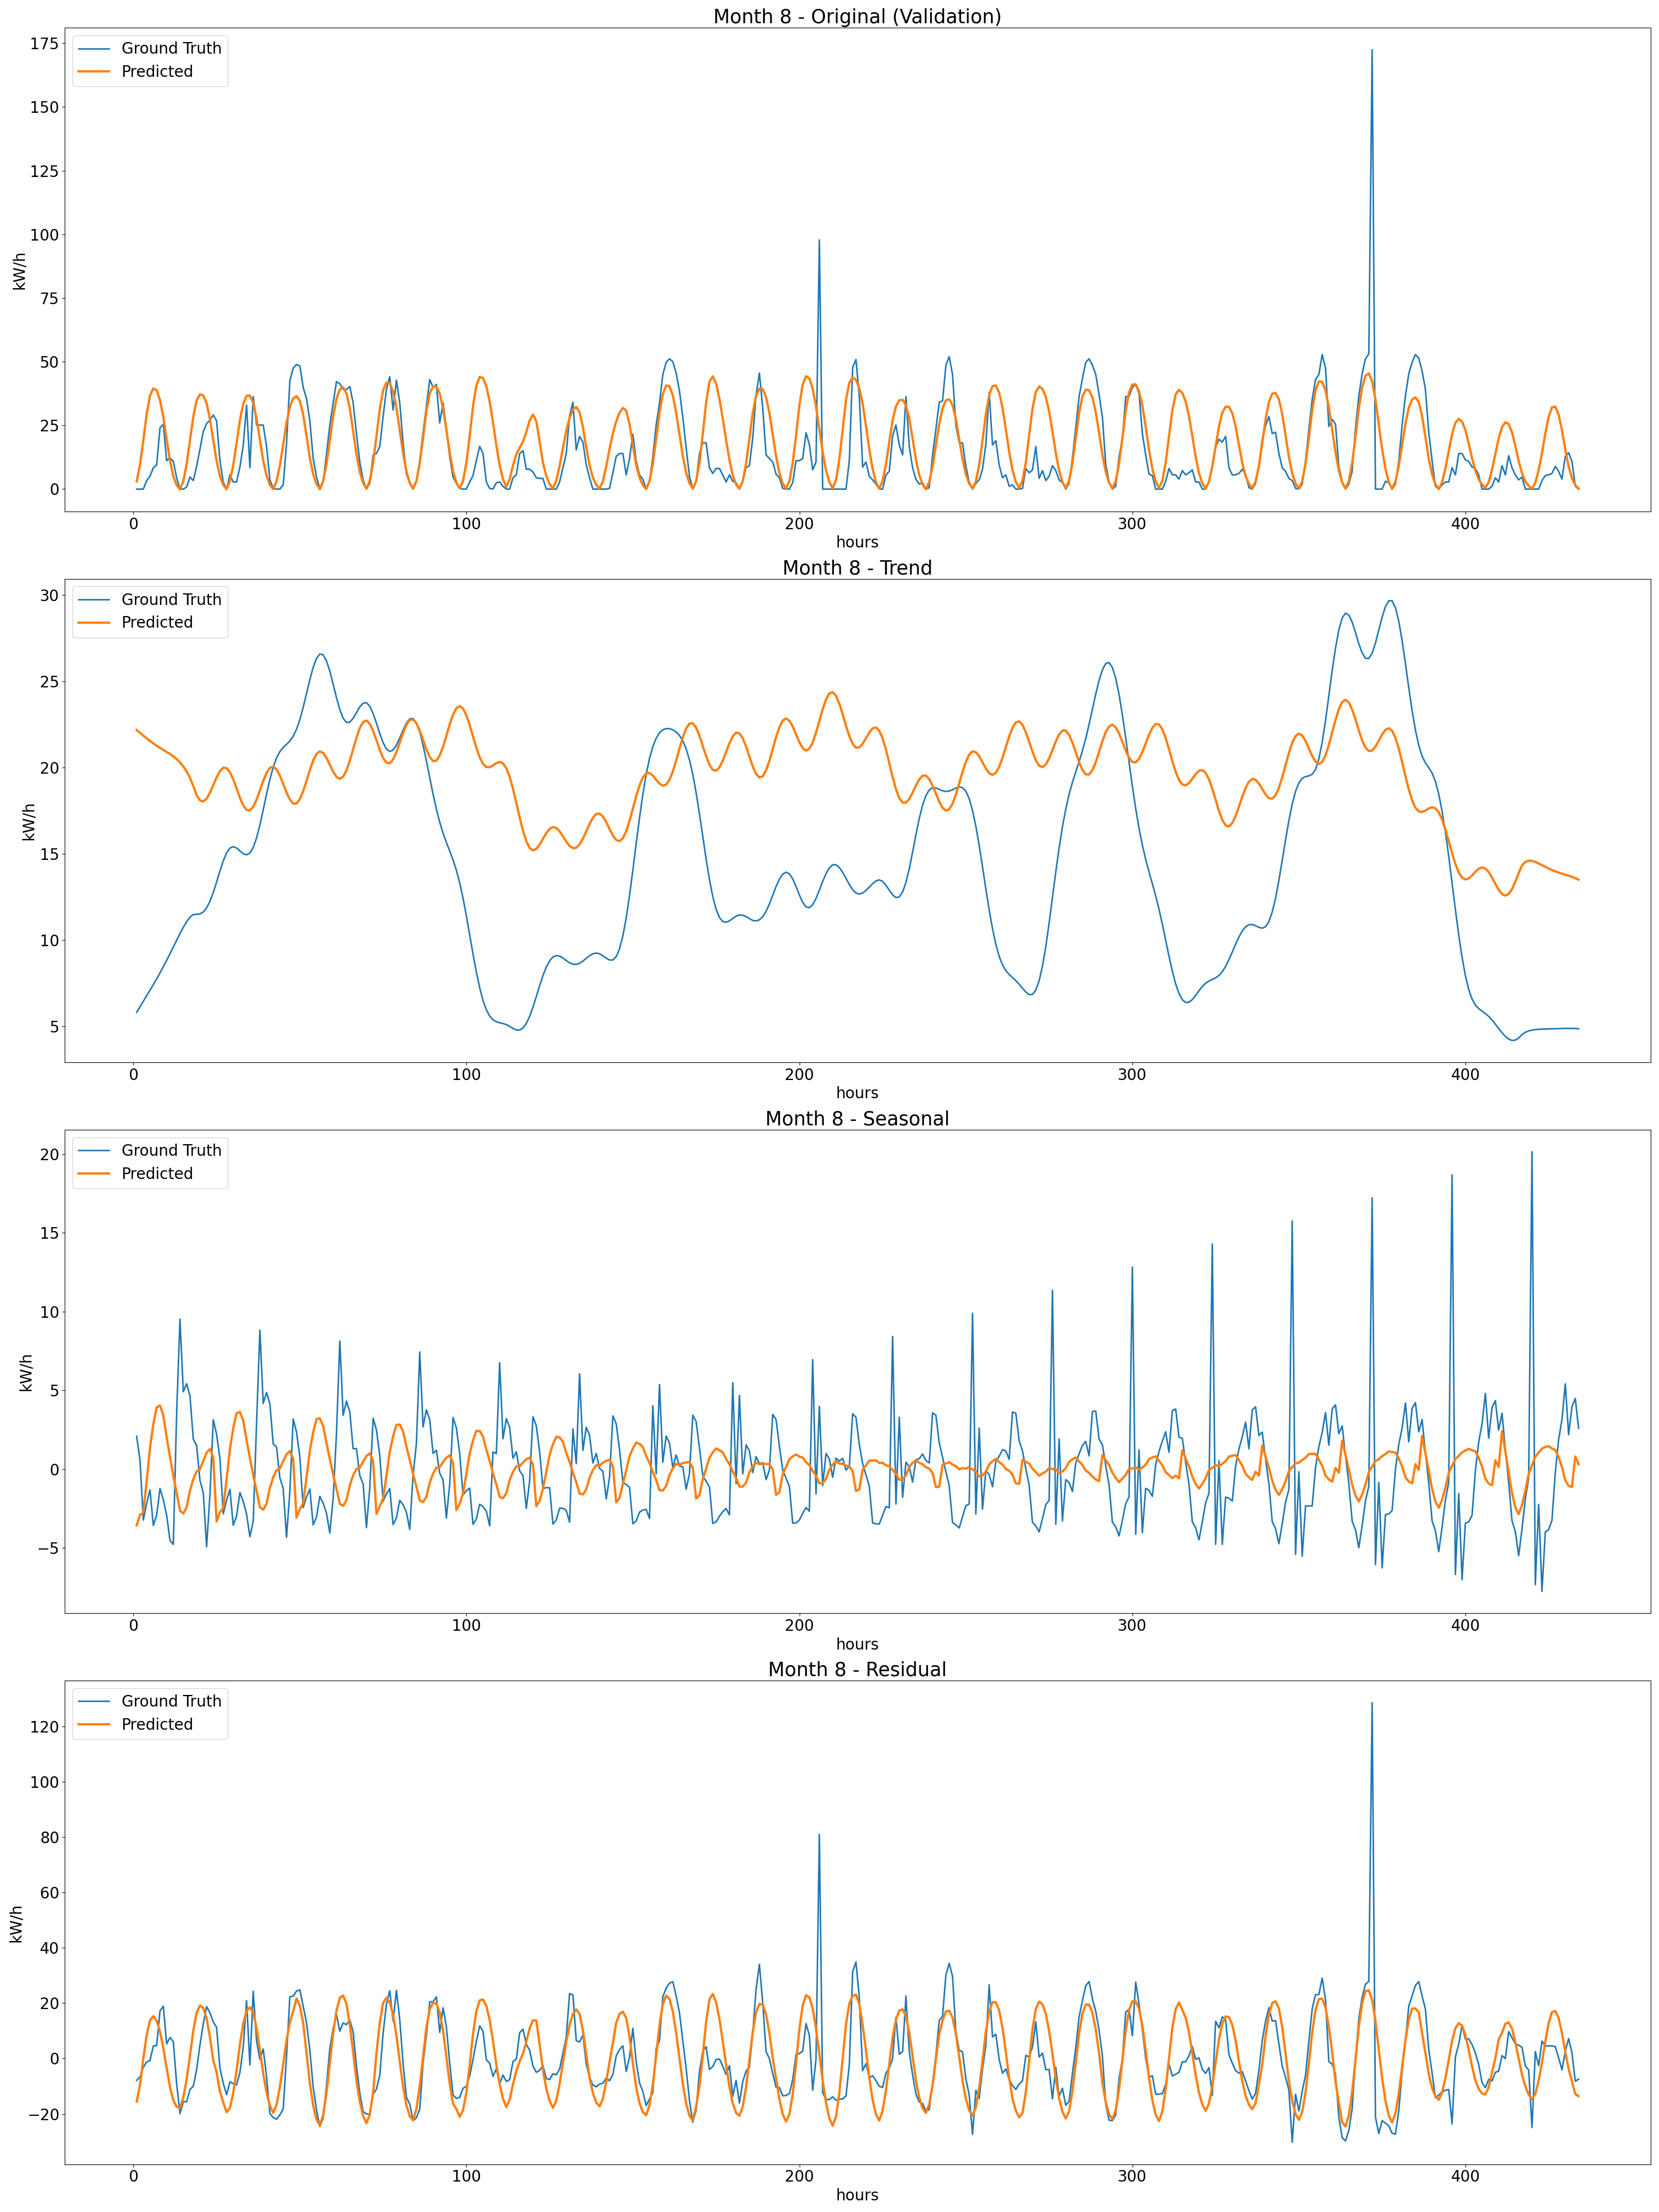 Month 8 - Original (Validation)
Ground Truth
Predicted
175
150
125
100
75
50
25
0
kW/h
0 100 200 300 400
hours
Month 8 - Trend
Ground Truth
Predicted
30
25
20
15
10
5
kW/h
0 100 200 300 400
hours
Month 8 - Seasonal
Ground Truth
Predicted
20
15
10
5
0
−5
kW/h
0 100 200 300 400
hours
Month 8 - Residual
Ground Truth
Predicted
120
100
80
60
40
20
0
−20
kW/h
0 100 200 300 400
hours